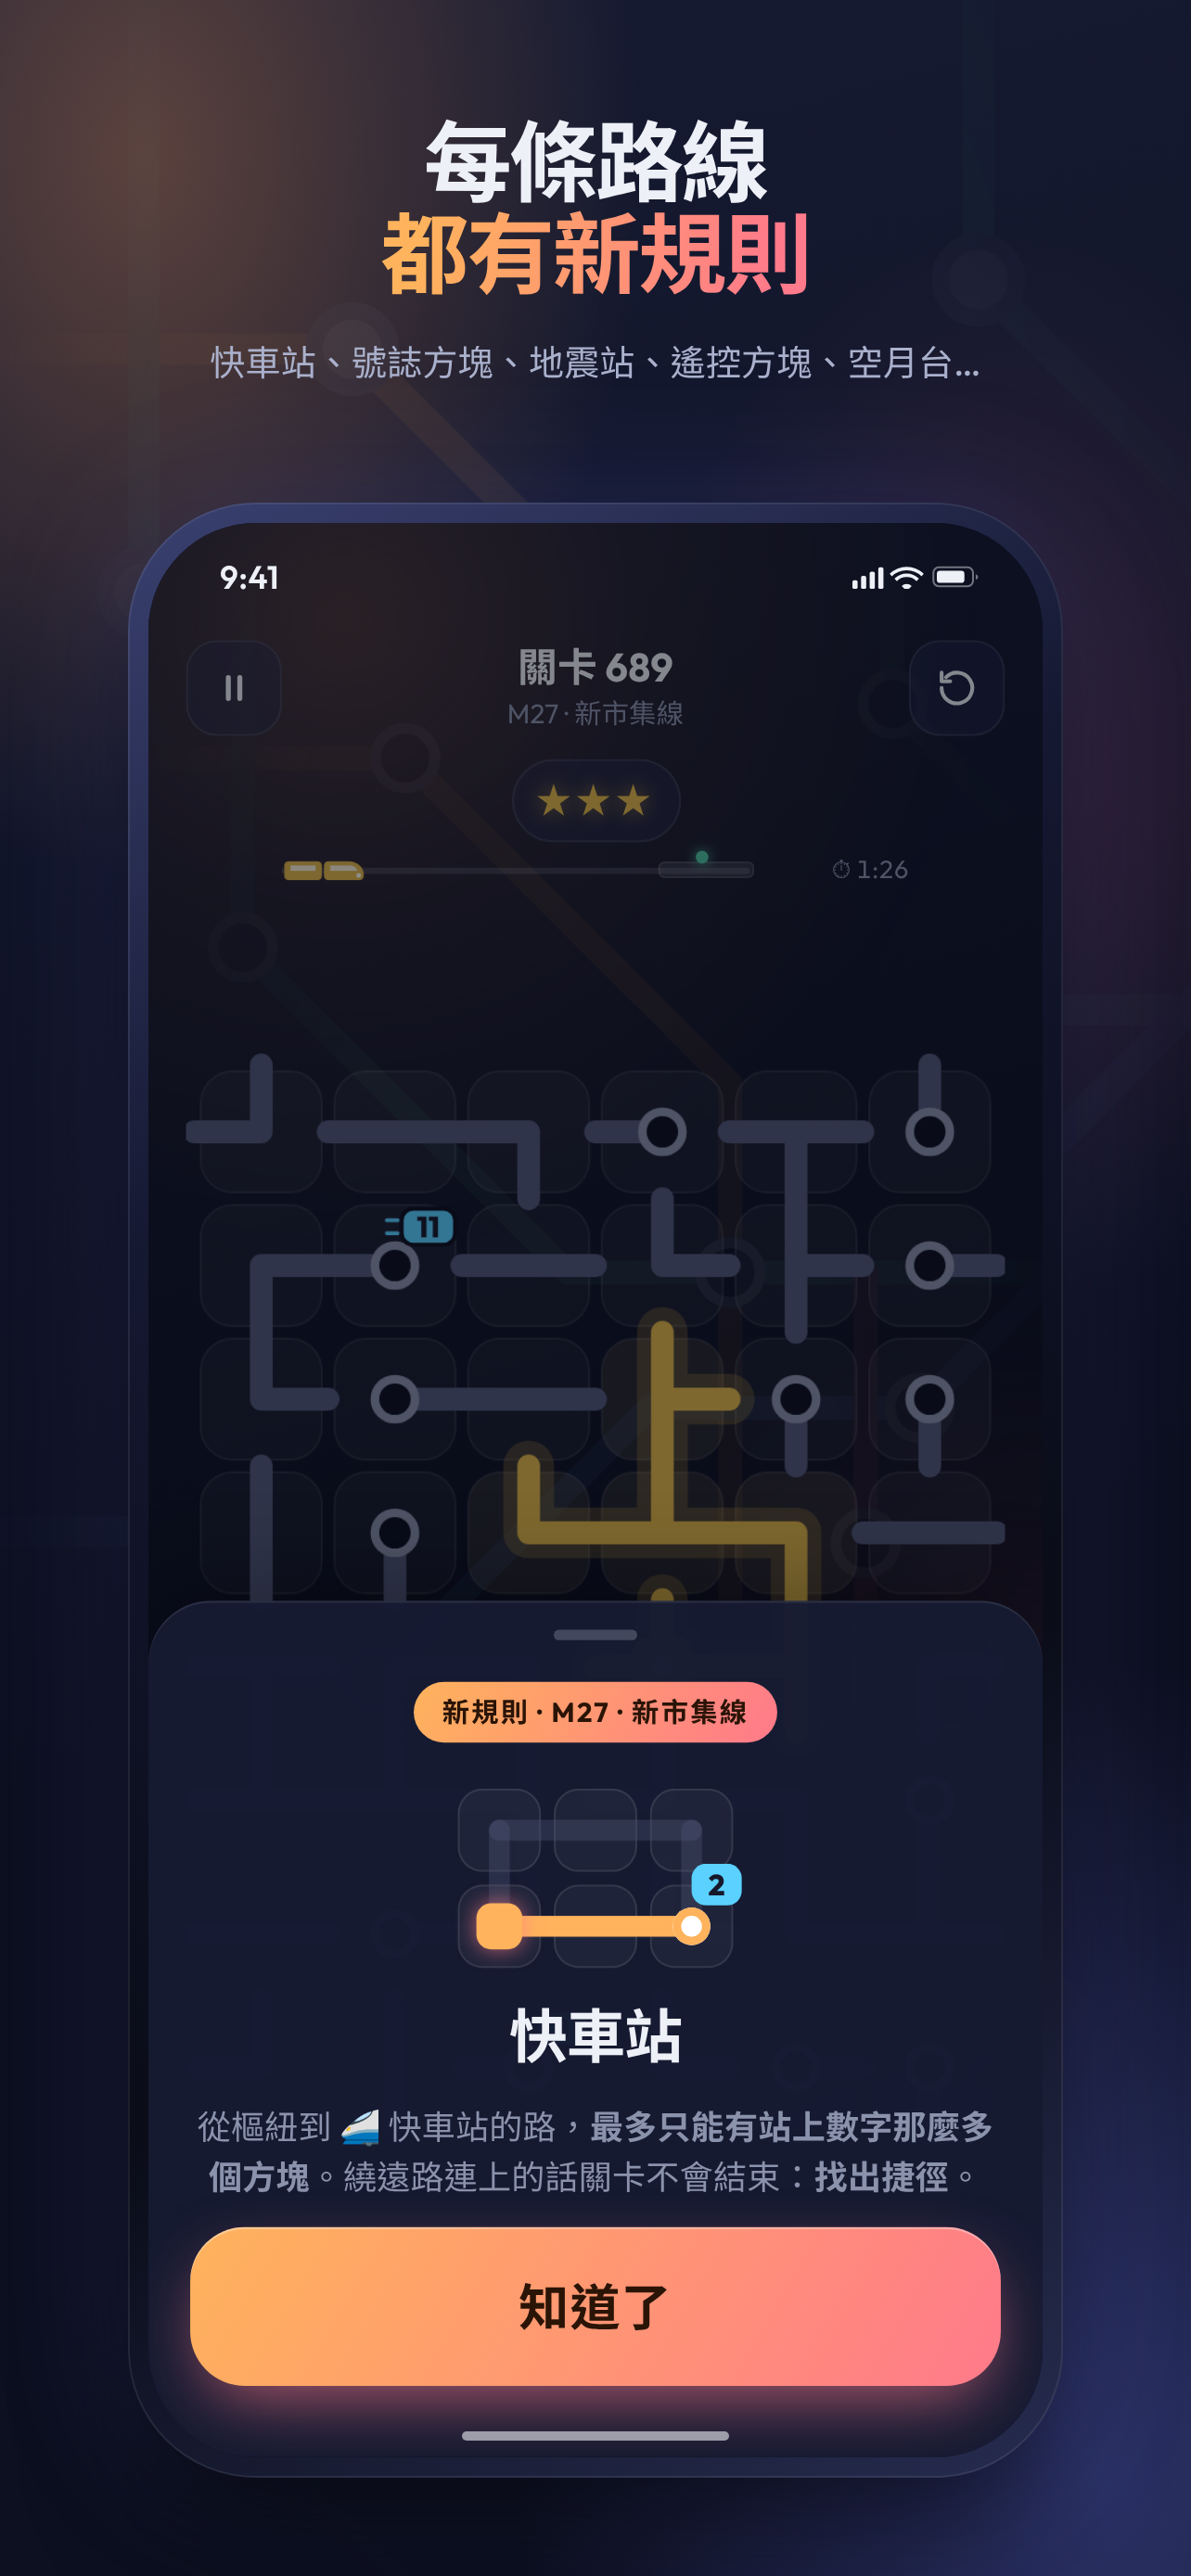 每條路線
都有新規則
快車站、號誌方塊、地震站、遙控方塊、空月台...
9:41
關卡 689
M27 · 新市集線
★★★
⏱ 1:26
11
新規則 · M27 · 新市集線
2
快車站
從樞紐到 🚄 快車站的路，最多只能有站上數字那麼多
個方塊。繞遠路連上的話關卡不會結束：找出捷徑。
知道了